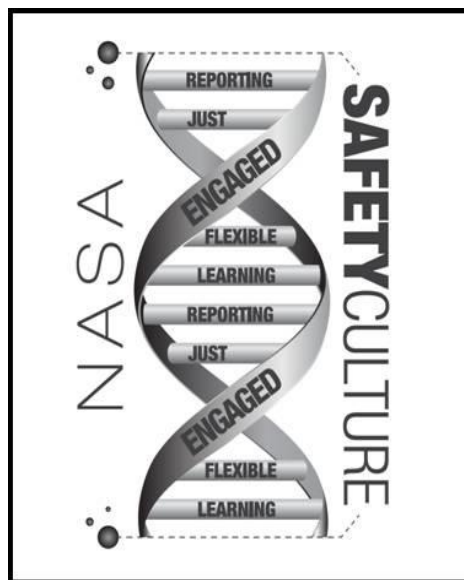 NASA
REPORTING
JUST
ENGAGED
FLEXIBLE
LEARNING
REPORTING
JUST
ENGAGED
FLEXIBLE
LEARNING
SAFETYCULTURE